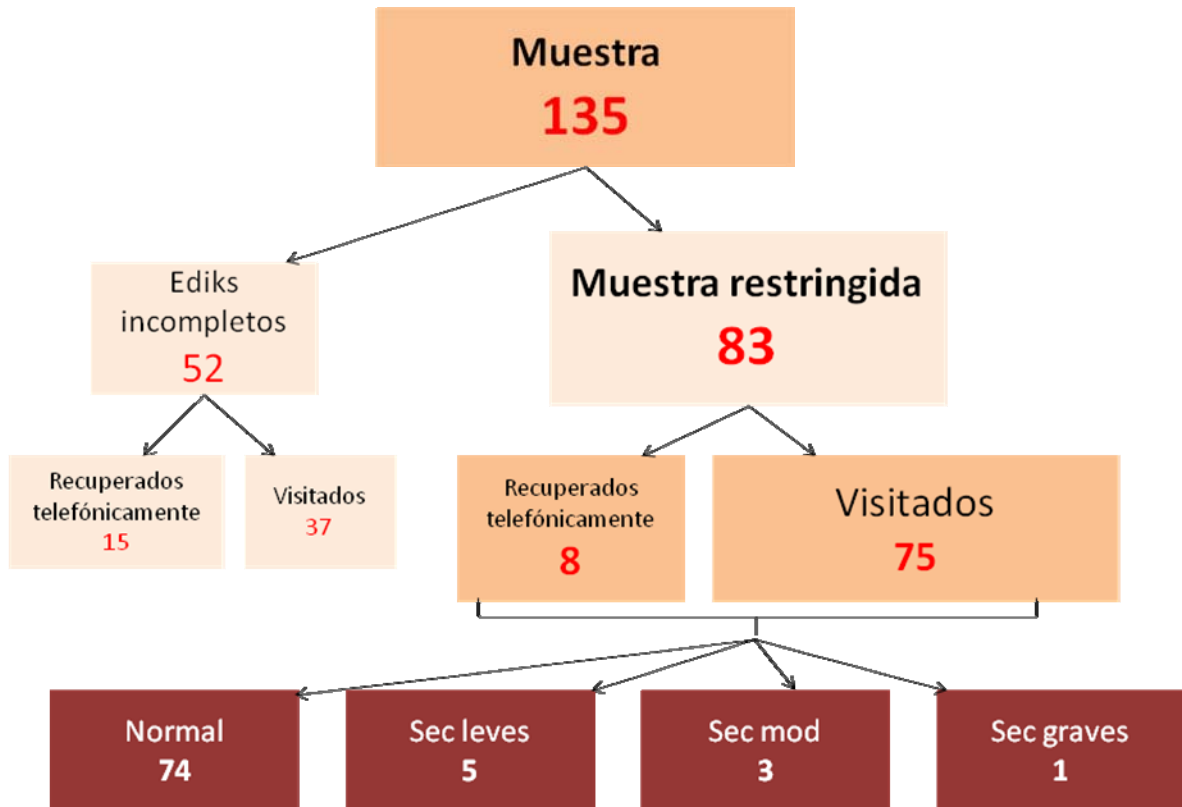 Muestra
135
Ediks
incompletos
52
Muestra restringida
83
Recuperados
telefónicamente
15
Visitados
37
Recuperados
telefónicamente
8
Visitados
75
Normal
74
Sec leves
5
Sec mod
3
Sec graves
1